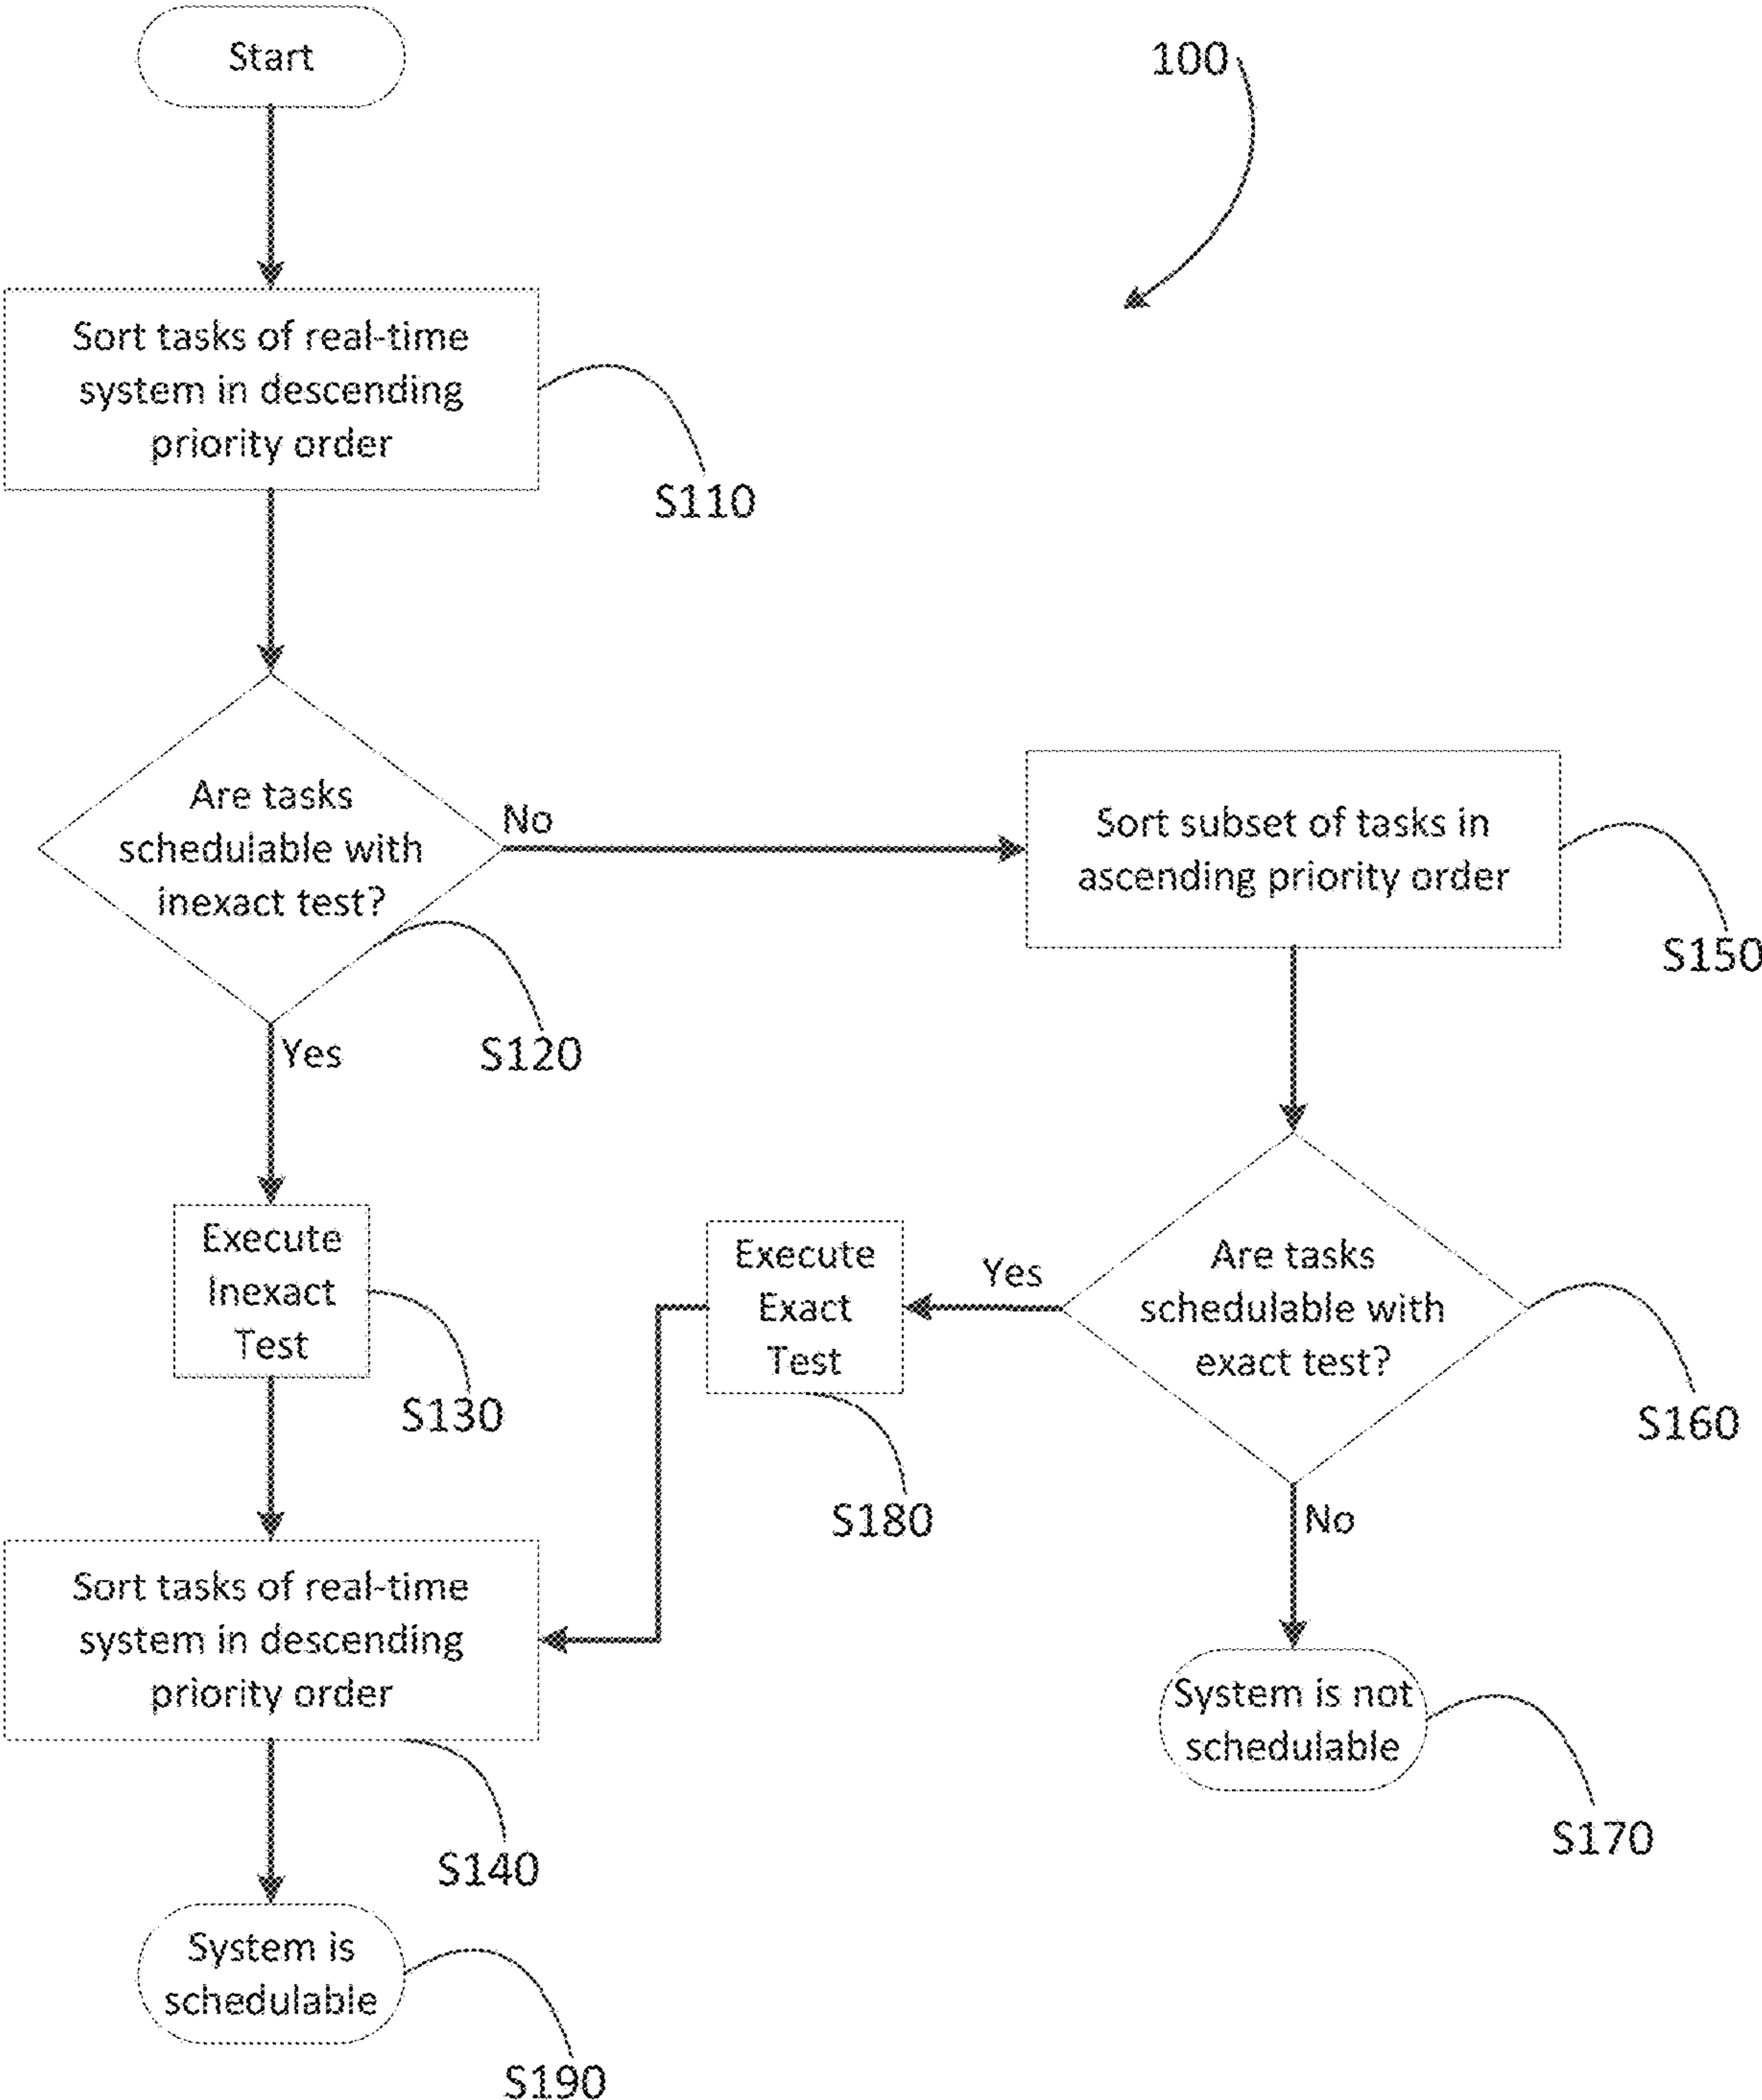 Start
100
Sort tasks of real-time
system in descending
priority order
S110
Are tasks
schedulable with
inexact test?
No
Yes
S120
Sort subset of tasks in
ascending priority order
S150
Execute
Inexact
Test
S130
Execute
Exact
Test
S180
Yes
Are tasks
schedulable with
exact test?
S160
No
Sort tasks of real-time
system in descending
priority order
S140
System is not
schedulable
S170
System is
schedulable
S190